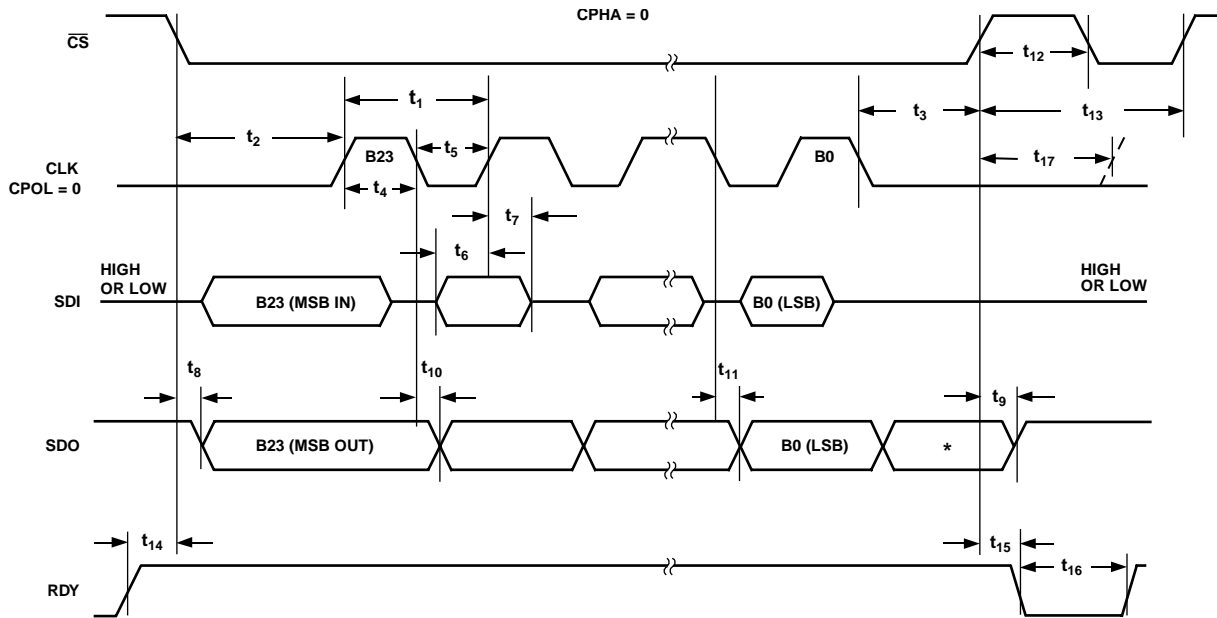 CPHA = 0
CS
t12
t1
t3
t13
t2
B23
t5
B0
t17
CLK
CPOL = 0
t4
t7
t6
HIGH
OR LOW
HIGH
OR LOW
SDI
B23 (MSB IN)
B0 (LSB)
t8
t10
t11
t9
SDO
B23 (MSB OUT)
B0 (LSB)
*
t14
t15
t16
RDY